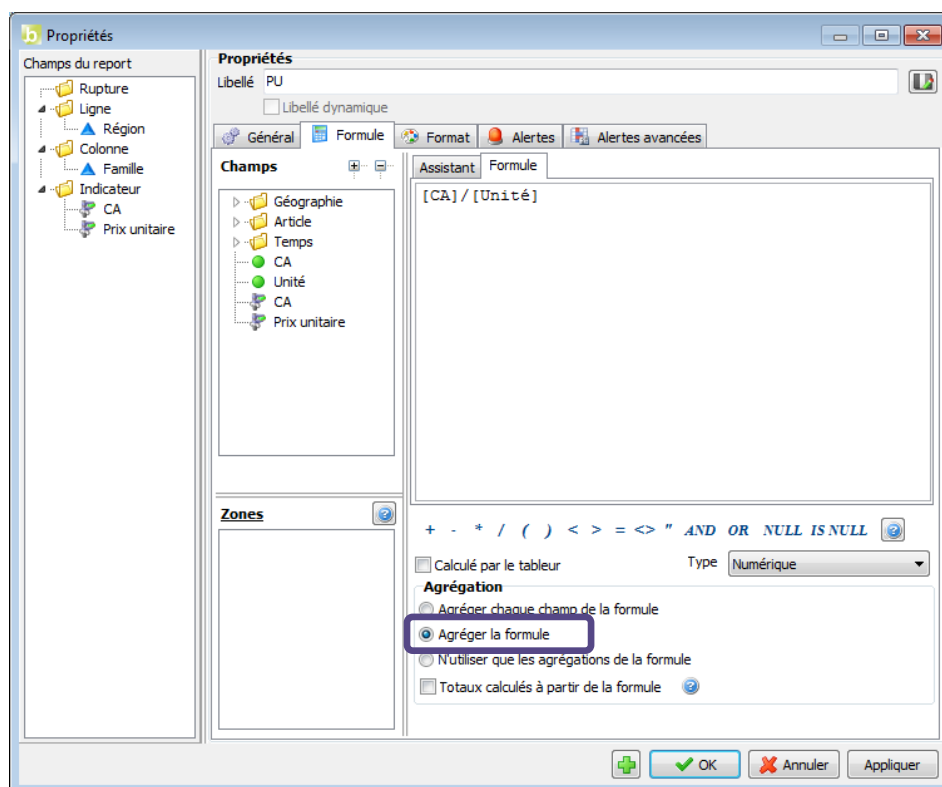 Propriétés
Champs du report
Rupture
Ligne
Région
Colonne
Famille
Indicateur
CA
Prix unitaire
Propriétés
Libellé PU
Libellé dynamique
Général Formule Format Alertes Alertes avancées
Champs
Géographie
Article
Temps
CA
Unité
CA
Prix unitaire
Zones
Assistant Formule
[CA]/[Unité]
+ - * / ( ) < > = <> " AND OR NULL IS NULL
Calculé par le tableur Type Numérique
Agrégation
Agréger chaque champ de la formule
Agréger la formule
N'utiliser que les agrégations de la formule
Totaux calculés à partir de la formule
OK Annuler Appliquer